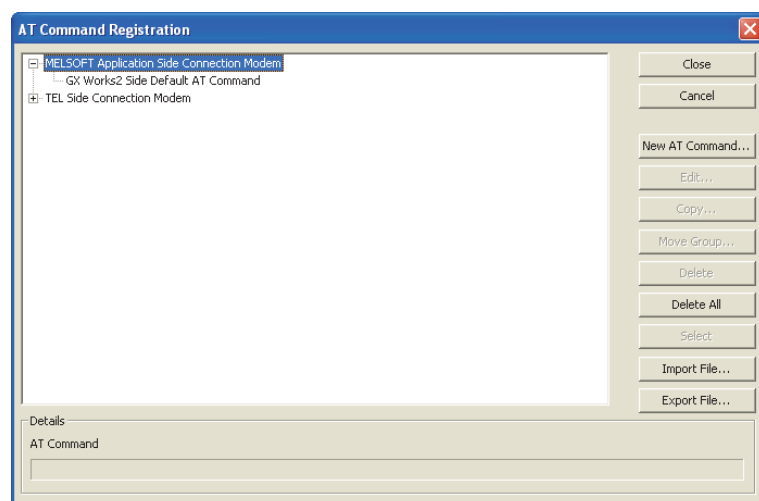 AT Command Registration
MELSOFT Application Side Connection Modem
GX Works2 Side Default AT Command
TEL Side Connection Modem
Close
Cancel
New AT Command...
Edit...
Copy...
Move Group...
Delete
Delete All
Select
Import File...
Export File...
Details
AT Command